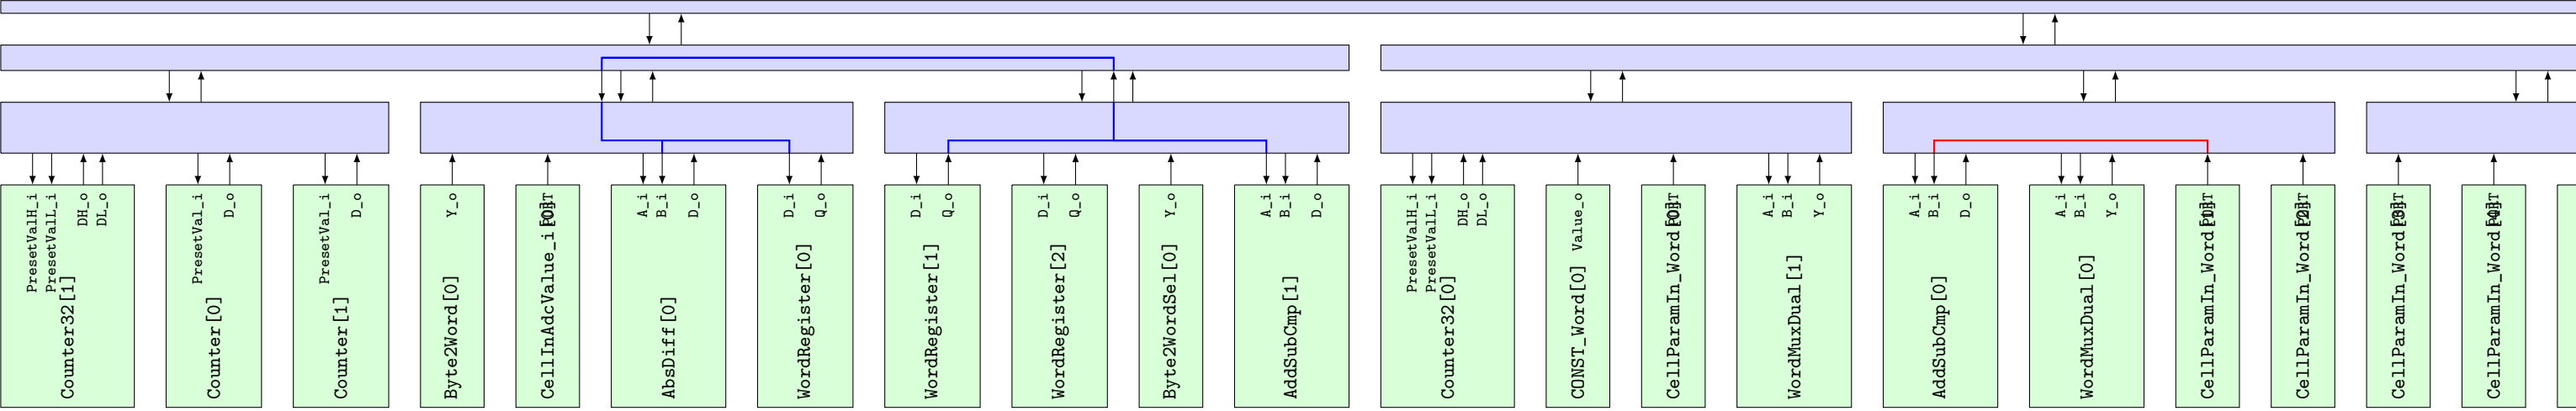 PresetValH_i
PresetValL_i
DH_o
DL_o
Counter32[1]
PresetVal_i
D_o
Counter[0]
PresetVal_i
D_o
Counter[1]
Y_o
Byte2Word[0]
CellInAdcValue_i[0]
A_i
B_i
D_o
AbsDiff[0]
D_i
Q_o
WordRegister[0]
D_i
Q_o
WordRegister[1]
D_i
Q_o
WordRegister[2]
Y_o
Byte2WordSel[0]
A_i
B_i
D_o
AddSubCmp[1]
PresetValH_i
PresetValL_i
DH_o
DL_o
Counter32[0]
Value_o
CONST_Word[0]
CellParamIn_Word[0]
A_i
B_i
Y_o
WordMuxDual[1]
A_i
B_i
D_o
AddSubCmp[0]
A_i
B_i
Y_o
WordMuxDual[0]
CellParamIn_Word[1]
CellParamIn_Word[2]
CellParamIn_Word[3]
CellParamIn_Word[4]